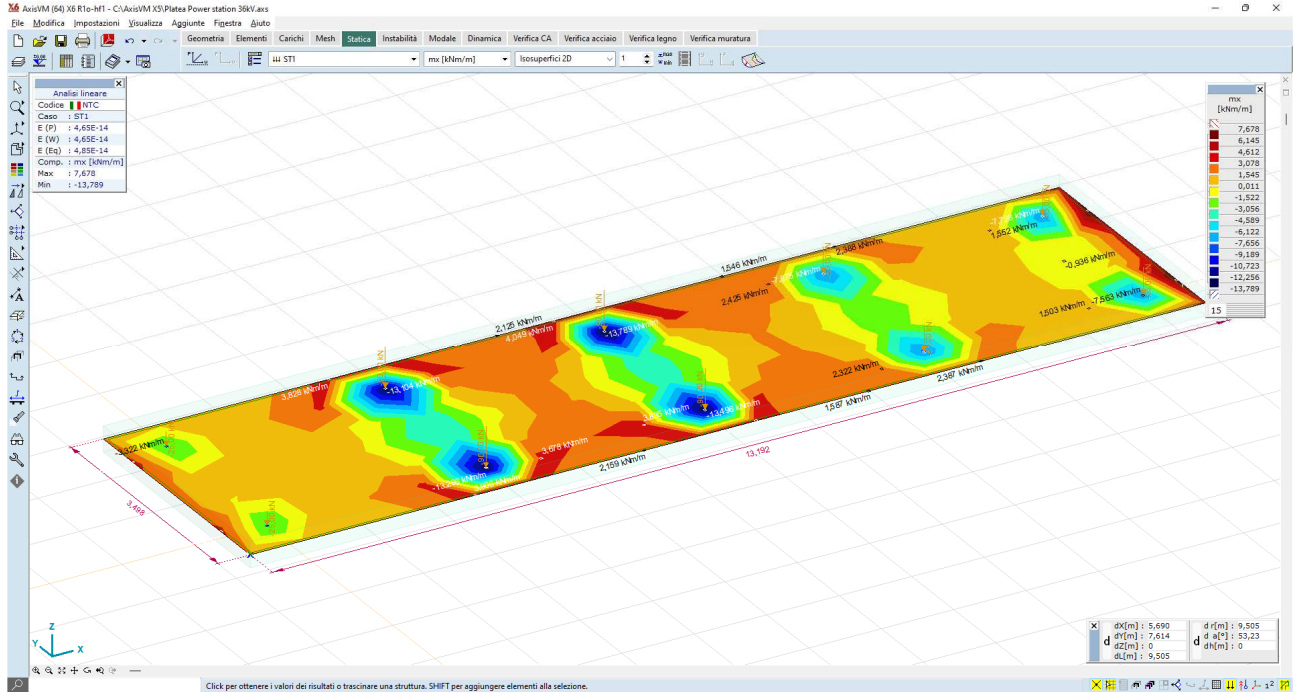 AxisVM (64) X6 R1o-hf1 - C:\AxisVM X5\Platea Power station 36kV.axs
File Modifica Impostazioni Visualizza Aggiunte Finestra Aiuto
Geometria Elementi Carichi Mesh Statica Instabilità Modale Dinamica Verifica CA Verifica acciaio Verifica legno Verifica muratura
ST1 mx [kNm/m] Isosuperfici 2D 1
Analisi lineare
Codice NTC
Caso : ST1
E (P) : 4,65E-14
E (W) : 4,65E-14
E (Eq) : 4,85E-14
Comp. : mx [kNm/m]
Max : 7,678
Min : -13,789
mx
[kNm/m]
7,678
6,145
4,612
3,078
1,545
0,011
-1,522
-3,056
-4,589
-6,122
-7,656
-9,189
-10,723
-12,256
-13,789
15
1,552 kNm/m
-0,936 kNm/m
2,388 kNm/m
1,546 kNm/m
2,425 kNm/m
1,503 kNm/m
-7,563 kNm/m
2,125 kNm/m
4,049 kNm/m
-13,789 kNm/m
2,322 kNm/m
2,387 kNm/m
3,828 kNm/m
-13,104 kNm/m
-13,496 kNm/m
1,587 kNm/m
-3,322 kNm/m
3,678 kNm/m
2,159 kNm/m
13,192
3,498
Z
Y
X
dX[m] : 5,690
dY[m] : 7,614
dZ[m] : 0
dL[m] : 9,505
d
d r[m] : 9,505
d a[°] : 53,23
dh[m] : 0
d
Click per ottenere i valori dei risultati o trascinare una struttura. SHIFT per aggiungere elementi alla selezione.